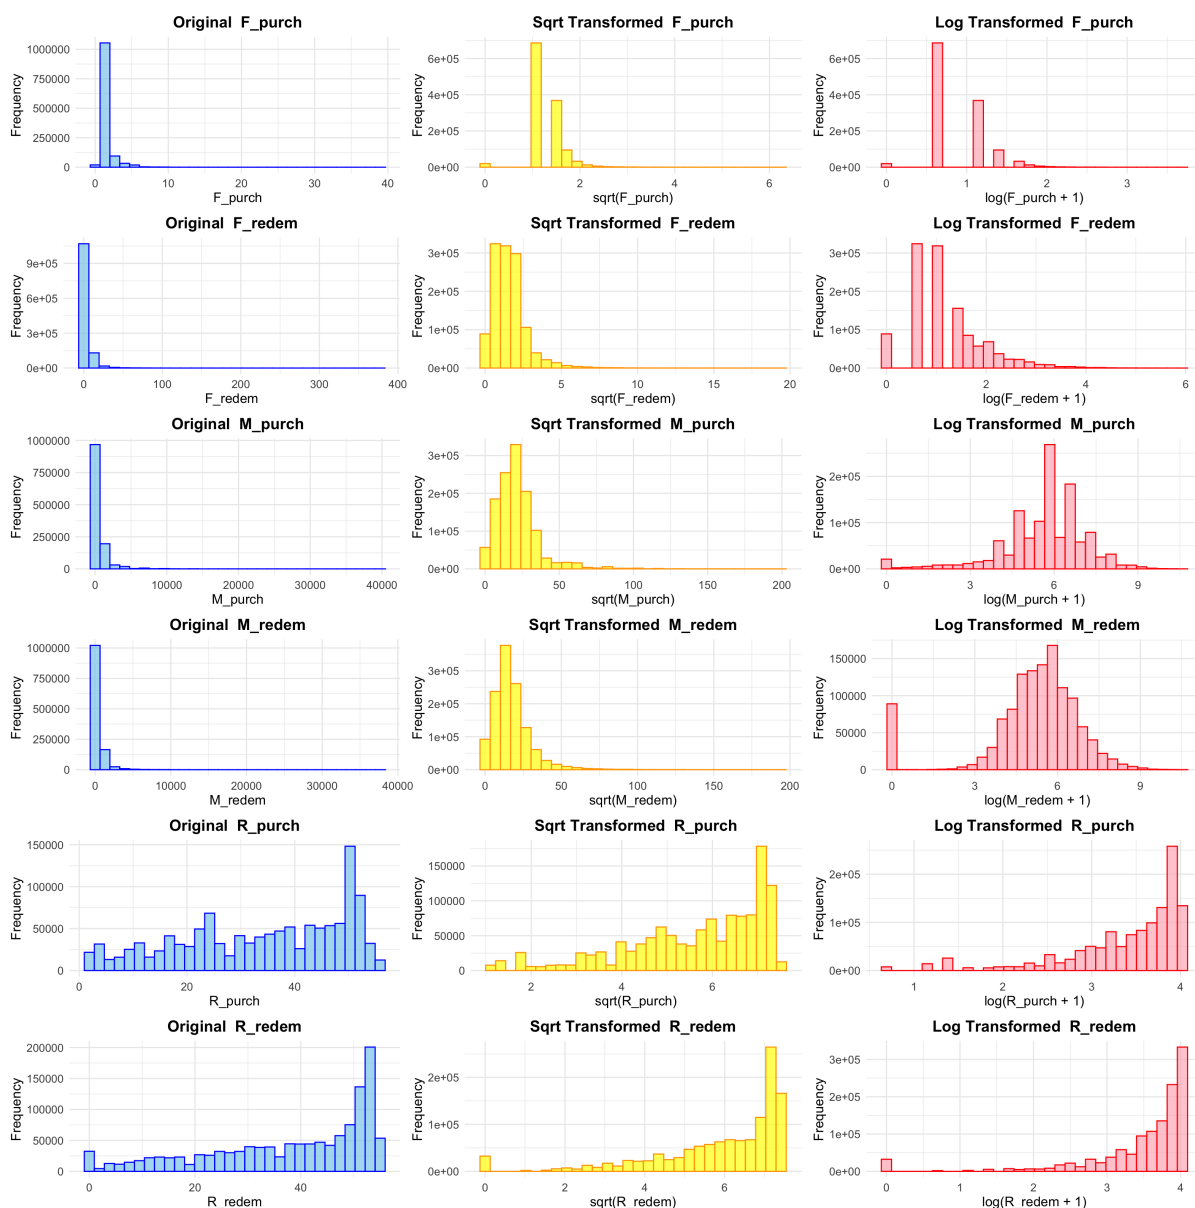 Original  F_purch
Frequency
1000000
750000
500000
250000
0
0
10
20
30
40
F_purch
Sqrt Transformed  F_purch
Frequency
6e+05
4e+05
2e+05
0e+00
0
2
4
6
sqrt(F_purch)
Log Transformed  F_purch
Frequency
6e+05
4e+05
2e+05
0e+00
0
1
2
3
log(F_purch + 1)
Original  F_redem
Frequency
9e+05
6e+05
3e+05
0e+00
0
100
200
300
400
F_redem
Sqrt Transformed  F_redem
Frequency
3e+05
2e+05
1e+05
0e+00
0
5
10
15
20
sqrt(F_redem)
Log Transformed  F_redem
Frequency
3e+05
2e+05
1e+05
0e+00
0
2
4
6
log(F_redem + 1)
Original  M_purch
Frequency
1000000
750000
500000
250000
0
0
10000
20000
30000
40000
M_purch
Sqrt Transformed  M_purch
Frequency
3e+05
2e+05
1e+05
0e+00
0
50
100
150
200
sqrt(M_purch)
Log Transformed  M_purch
Frequency
2e+05
1e+05
0e+00
0
3
6
9
log(M_purch + 1)
Original  M_redem
Frequency
1000000
750000
500000
250000
0
0
10000
20000
30000
40000
M_redem
Sqrt Transformed  M_redem
Frequency
3e+05
2e+05
1e+05
0e+00
0
50
100
150
200
sqrt(M_redem)
Log Transformed  M_redem
Frequency
150000
100000
50000
0
0
3
6
9
log(M_redem + 1)
Original  R_purch
Frequency
150000
100000
50000
0
0
20
40
R_purch
Sqrt Transformed  R_purch
Frequency
150000
100000
50000
0
2
4
6
sqrt(R_purch)
Log Transformed  R_purch
Frequency
2e+05
1e+05
0e+00
1
2
3
4
log(R_purch + 1)
Original  R_redem
Frequency
200000
150000
100000
50000
0
0
20
40
R_redem
Sqrt Transformed  R_redem
Frequency
2e+05
1e+05
0e+00
0
2
4
6
sqrt(R_redem)
Log Transformed  R_redem
Frequency
3e+05
2e+05
1e+05
0e+00
0
1
2
3
4
log(R_redem + 1)